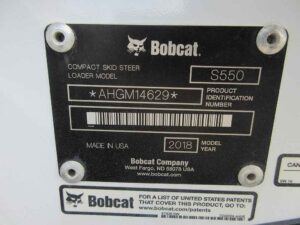 Bobcat.
COMPACT SKID STEER
LOADER MODEL
S550
*AHGM14629*
PRODUCT
IDENTIFICATION
NUMBER
MADE IN USA
2018
MODEL
YEAR
Bobcat Company
West Fargo, ND 58078 USA
www.bobcat.com
Bobcat
FOR A LIST OF UNITED STATES PATENTS
THAT COVER THIS PRODUCT, GO TO:
www.bobcat.com/patents